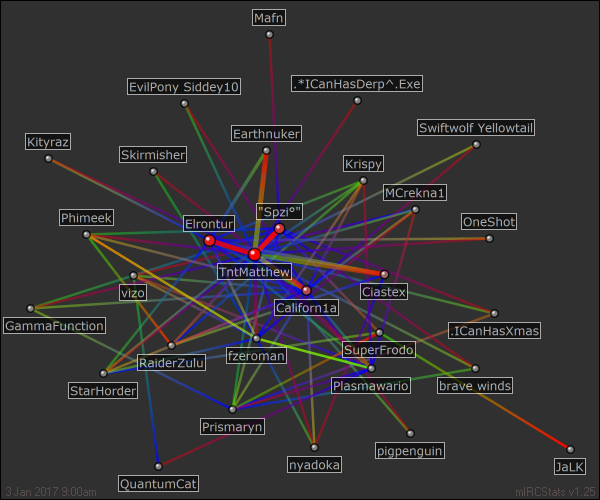 Mafn
EvilPony Siddey10
.*ICanHasDerp^.Exe
Earthnuker
Swiftwolf Yellowtail
Kityraz
Skirmisher
Krispy
MCrekna1
Phimeek
Elrontur
"Spzi°"
OneShot
TntMatthew
vizo
Ciastex
Californ1a
GammaFunction
.ICanHasXmas
RaiderZulu
fzeroman
SuperFrodo
StarHorder
Plasmawario
brave winds
Prismaryn
nyadoka
pigpenguin
JaLK
QuantumCat
3 Jan 2017 9:00am
mIRCStats v1.25